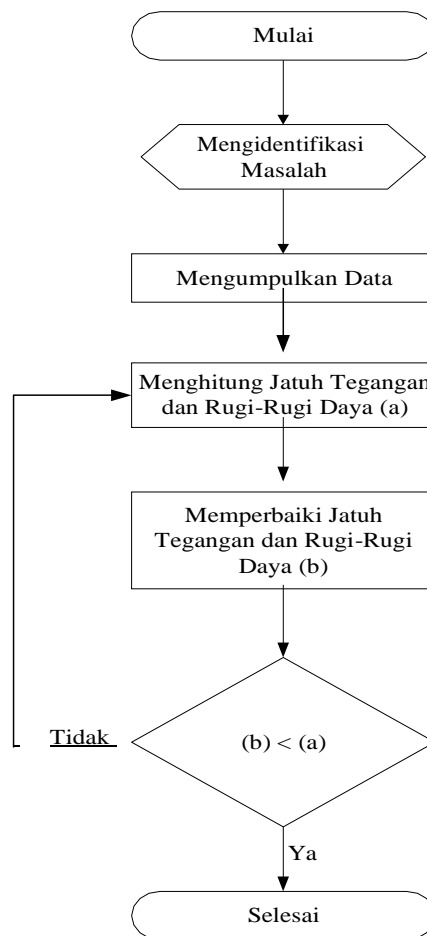 Mulai
Mengidentifikasi
Masalah
Mengumpulkan Data
Menghitung Jatuh Tegangan
dan Rugi-Rugi Daya (a)
Memperbaiki Jatuh
Tegangan dan Rugi-Rugi
Daya (b)
Tidak
(b) < (a)
Ya
Selesai